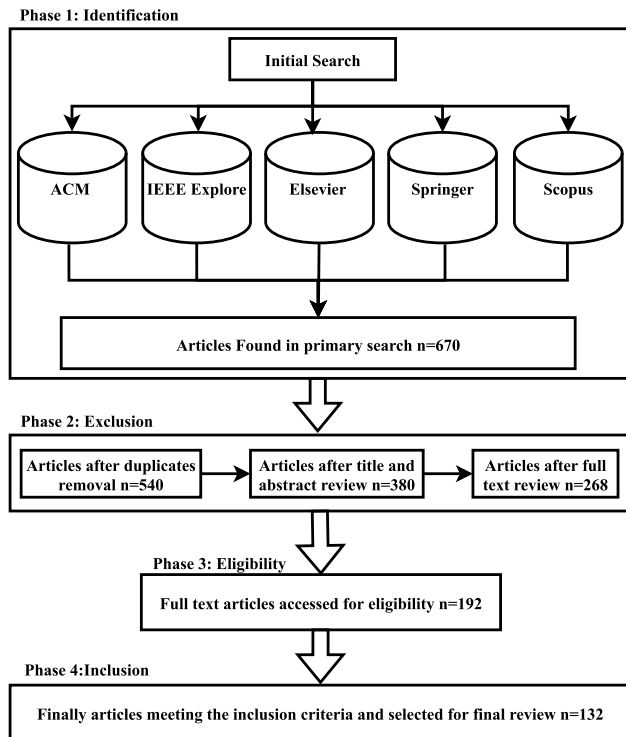 Phase 1: Identification
Initial Search
ACM
IEEE Explore
Elsevier
Springer
Scopus
Articles Found in primary search n=670
Phase 2: Exclusion
Articles after duplicates
removal n=540
Articles after title and
abstract review n=380
Articles after full
text review n=268
Phase 3: Eligibility
Full text articles accessed for eligibility n=192
Phase 4:Inclusion
Finally articles meeting the inclusion criteria and selected for final review n=132